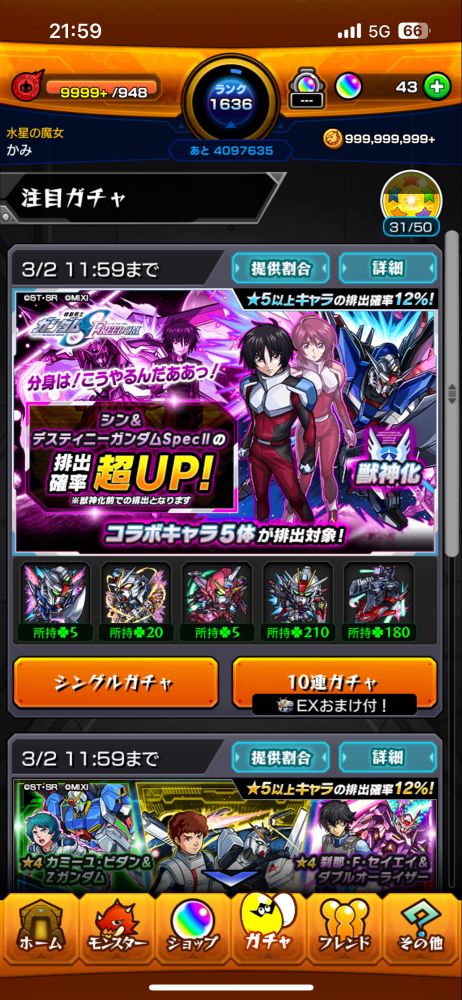 21:59
5G 66
9999+ /948
ランク
1636
---
43
水星の魔女
かみ
あと 4097635
999,999,999+
注目ガチャ
31/50
3/2 11:59まで
提供割合
詳細
©ST·SR ©MIXI
★5以上キャラの排出確率12%!
機動戦士
ガンダム SEED FREEDOM
分身は!こうやるんだああっ!
シン&
デスティニーガンダムSpecⅡの
排出確率 超UP!
※獣神化前での排出となります
獣神化
コラボキャラ5体が排出対象!
所持✤5
所持✤20
所持✤5
所持✤210
所持✤180
シングルガチャ
10連ガチャ
EXおまけ付!
3/2 11:59まで
提供割合
詳細
©ST·SR ©MIXI
★5以上キャラの排出確率12%!
★4 カミーユ・ビダン&
Ζガンダム
★4 刹那・F・セイエイ&
ダブルオーライザー
ホーム
モンスター
ショップ
ガチャ
フレンド
その他